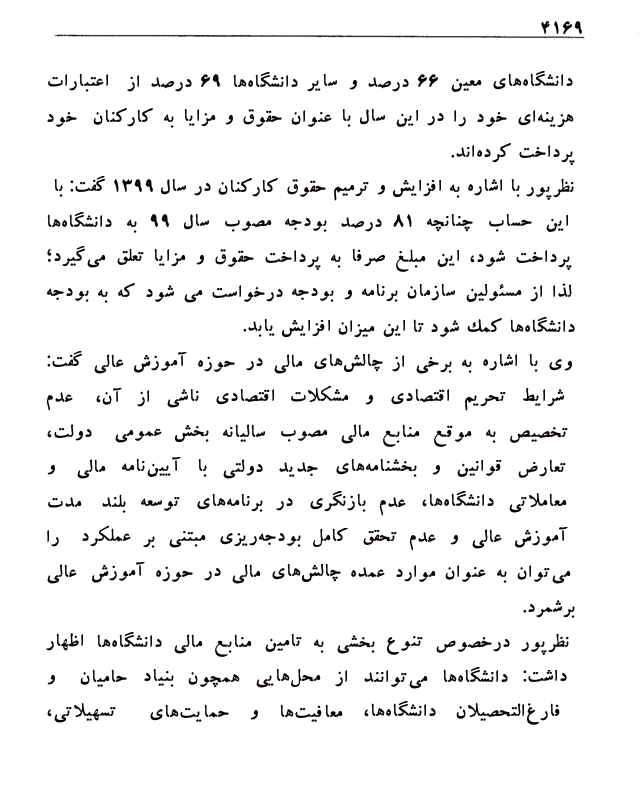 ۴۱۶۹
دانشگاه‌های معین ۶۶ درصد و سایر دانشگاه‌ها ۶۹ درصد از اعتبارات
هزینه‌ای خود را در این سال با عنوان حقوق و مزایا به کارکنان خود
پرداخت کرده‌اند.
نظرپور با اشاره به افزایش و ترمیم حقوق کارکنان در سال ۱۳۹۹ گفت: با
این حساب چنانچه ۸۱ درصد بودجه مصوب سال ۹۹ به دانشگاه‌ها
پرداخت شود، این مبلغ صرفا به پرداخت حقوق و مزایا تعلق می‌گیرد؛
لذا از مسئولین سازمان برنامه و بودجه درخواست می شود که به بودجه
دانشگاه‌ها کمك شود تا این میزان افزایش یابد.
وی با اشاره به برخی از چالش‌های مالی در حوزه آموزش عالی گفت:
شرایط تحریم اقتصادی و مشکلات اقتصادی ناشی از آن، عدم
تخصیص به موقع منابع مالی مصوب سالیانه بخش عمومی دولت،
تعارض قوانین و بخشنامه‌های جدید دولتی با آیین‌نامه مالی و
معاملاتی دانشگاه‌ها، عدم بازنگری در برنامه‌های توسعه بلند مدت
آموزش عالی و عدم تحقق کامل بودجه‌ریزی مبتنی بر عملکرد را
می‌توان به عنوان موارد عمده چالش‌های مالی در حوزه آموزش عالی
برشمرد.
نظرپور درخصوص تنوع بخشی به تامین منابع مالی دانشگاه‌ها اظهار
داشت: دانشگاه‌ها می‌توانند از محل‌هایی همچون بنیاد حامیان و
فارغ‌التحصیلان دانشگاه‌ها، معافیت‌ها و حمایت‌های تسهیلاتی،